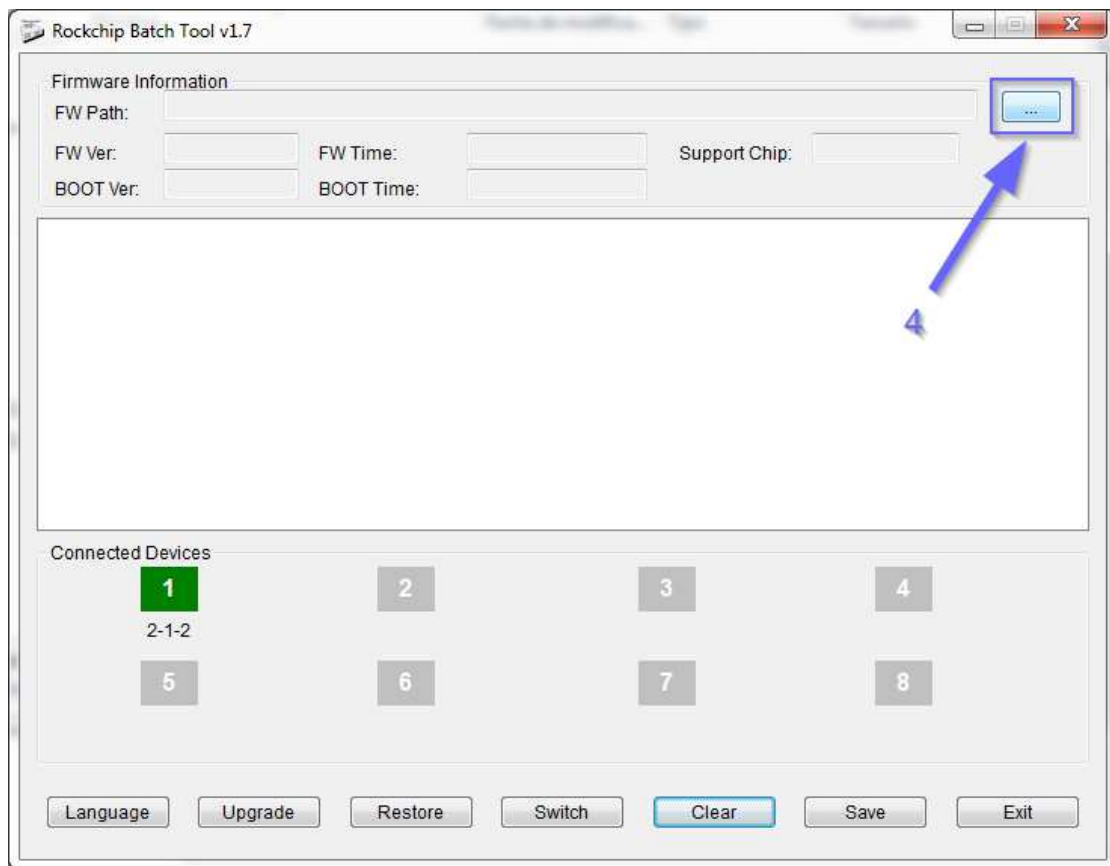 Rockchip Batch Tool v1.7
Firmware Information
FW Path:
...
FW Ver:
FW Time:
Support Chip:
BOOT Ver:
BOOT Time:
4
Connected Devices
1 2 3 4
2-1-2
5 6 7 8
Language Upgrade Restore Switch Clear Save Exit